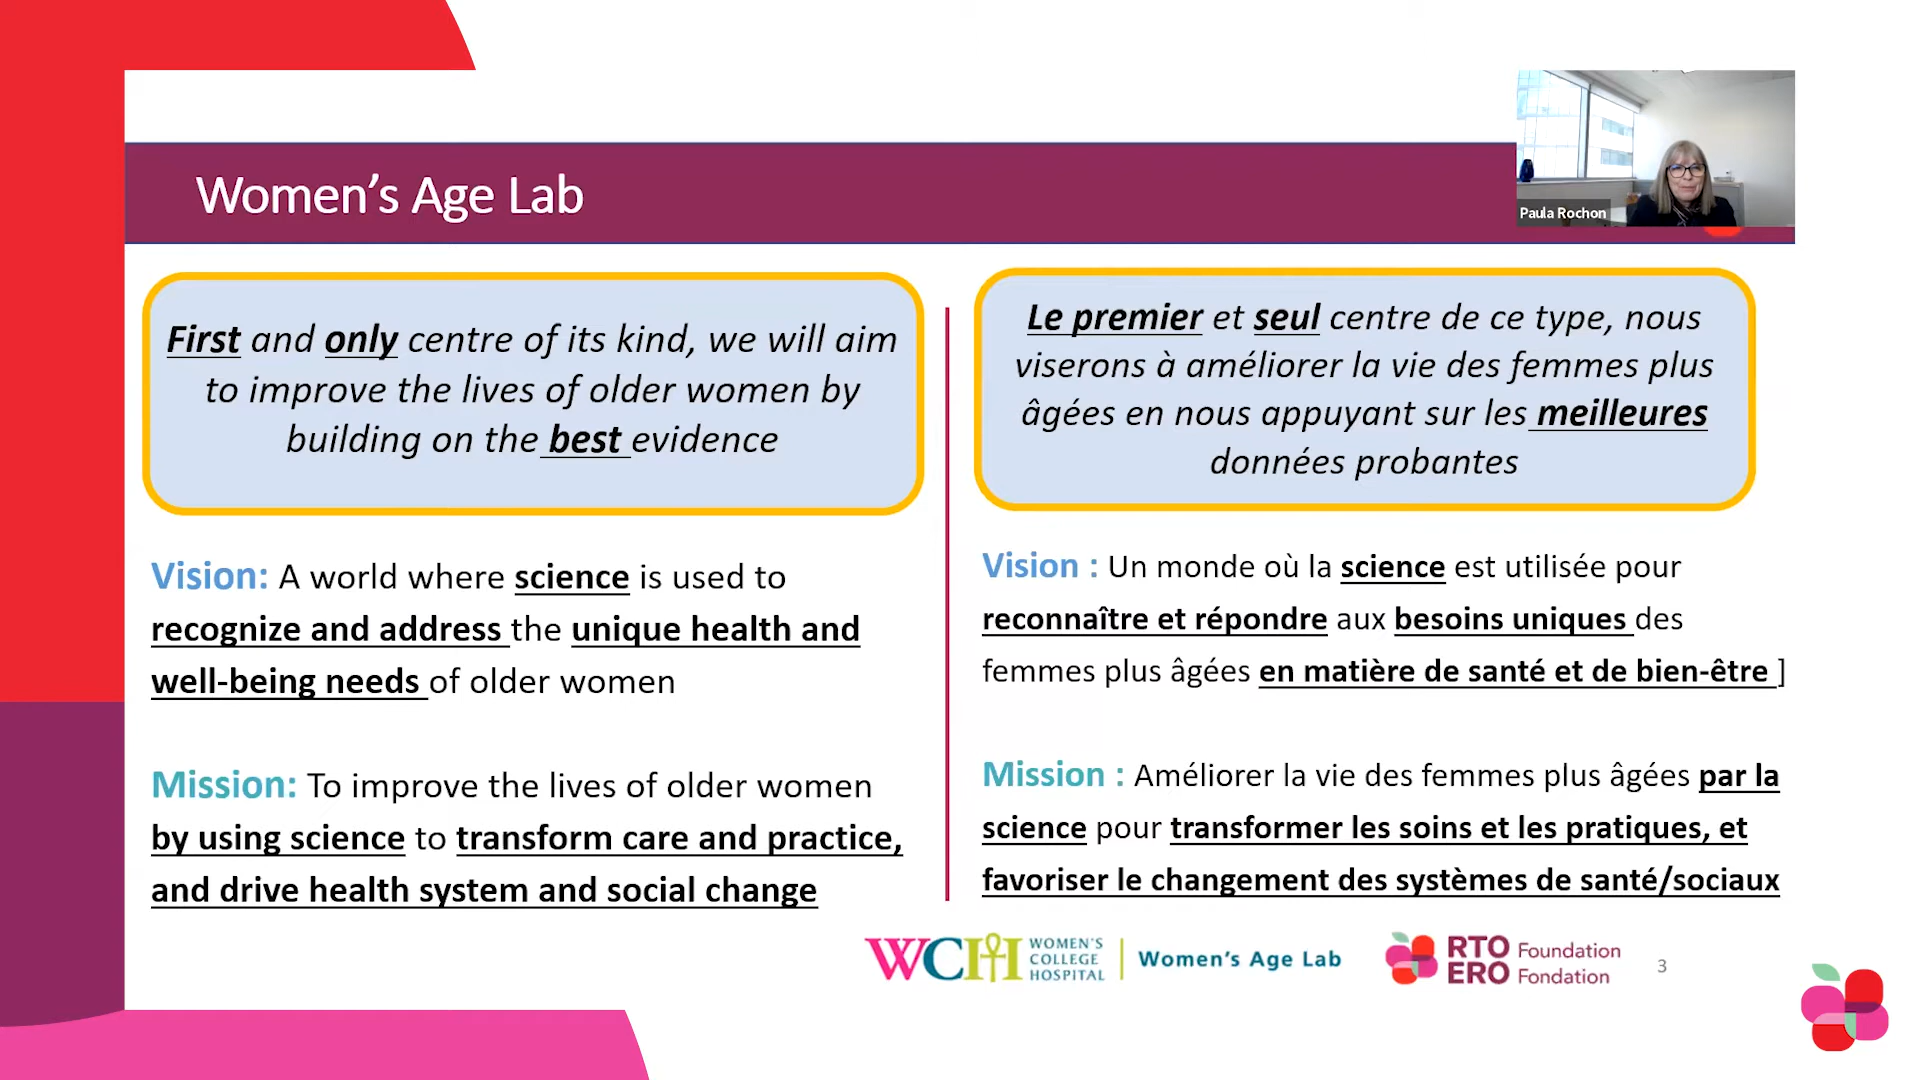 Women's Age Lab
Paula Rochon
First and only centre of its kind, we will aim
to improve the lives of older women by
building on the best evidence
Vision: A world where science is used to
recognize and address the unique health and
well-being needs of older women
Mission: To improve the lives of older women
by using science to transform care and practice,
and drive health system and social change
Le premier et seul centre de ce type, nous
viserons à améliorer la vie des femmes plus
âgées en nous appuyant sur les meilleures
données probantes
Vision : Un monde où la science est utilisée pour
reconnaître et répondre aux besoins uniques des
femmes plus âgées en matière de santé et de bien-être ]
Mission : Améliorer la vie des femmes plus âgées par la
science pour transformer les soins et les pratiques, et
favoriser le changement des systèmes de santé/sociaux
WCH
WOMEN'S
COLLEGE
HOSPITAL
Women's Age Lab
RTO Foundation
ERO Fondation
3